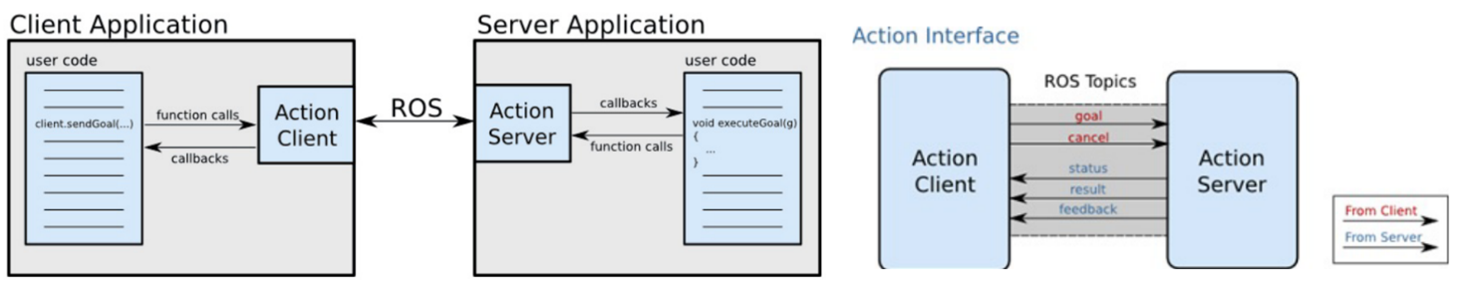 Client Application
user code
client.sendGoal(...)
function calls
callbacks
Action
Client
ROS
Server Application
Action
Server
callbacks
function calls
user code
void executeGoal(g)
{
...
}
Action Interface
ROS Topics
Action
Client
goal
cancel
status
result
feedback
Action
Server
From Client
From Server